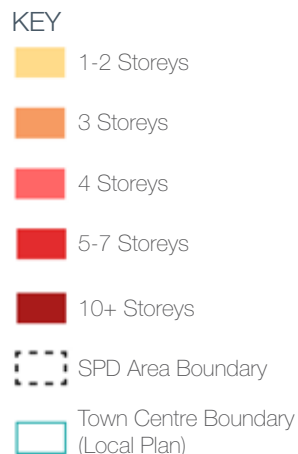 KEY
1-2 Storeys
3 Storeys
4 Storeys
5-7 Storeys
10+ Storeys
SPD Area Boundary
Town Centre Boundary
(Local Plan)